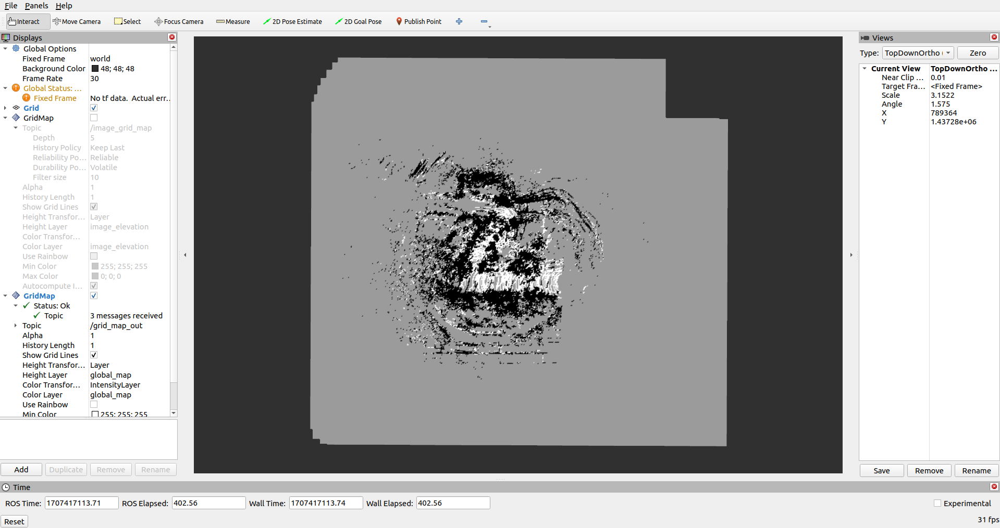 File Panels Help
Interact Move Camera Select Focus Camera Measure 2D Pose Estimate 2D Goal Pose Publish Point
Displays
Global Options
Fixed Frame world
Background Color 48; 48; 48
Frame Rate 30
Global Status: ...
Fixed Frame No tf data. Actual err...
Grid
GridMap
Topic /image_grid_map
Depth 5
History Policy Keep Last
Reliability Po... Reliable
Durability Po... Volatile
Filter size 10
Alpha 1
History Length 1
Show Grid Lines
Height Transfor... Layer
Height Layer image_elevation
Color Transfor...
Color Layer image_elevation
Use Rainbow
Min Color 255; 255; 255
Max Color 0; 0; 0
Autocompute I...
GridMap
Status: Ok
Topic 3 messages received
Topic /grid_map_out
Alpha 1
History Length 1
Show Grid Lines
Height Transfor... Layer
Height Layer global_map
Color Transfor... IntensityLayer
Color Layer global_map
Use Rainbow
Min Color 255; 255; 255
Add Duplicate Remove Rename
Views
Type: TopDownOrtho ( Zero
Current View TopDownOrtho ...
Near Clip ... 0.01
Target Fra... <Fixed Frame>
Scale 3.1522
Angle 1.575
X 789364
Y 1.43728e+06
Save Remove Rename
Time
ROS Time: 1707417113.71 ROS Elapsed: 402.56 Wall Time: 1707417113.74 Wall Elapsed: 402.56 Experimental
Reset 31 fps